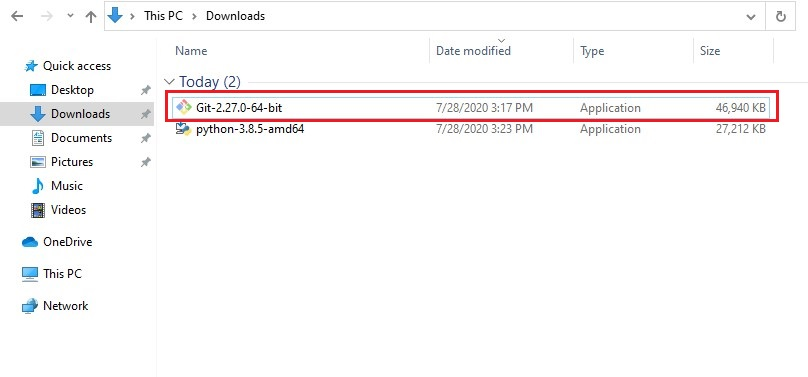 This PC > Downloads
Name Date modified Type Size
Quick access
Today (2)
Desktop
Git-2.27.0-64-bit 7/28/2020 3:17 PM Application 46,940 KB
Downloads
python-3.8.5-amd64 7/28/2020 3:23 PM Application 27,212 KB
Documents
Pictures
Music
Videos
OneDrive
This PC
Network